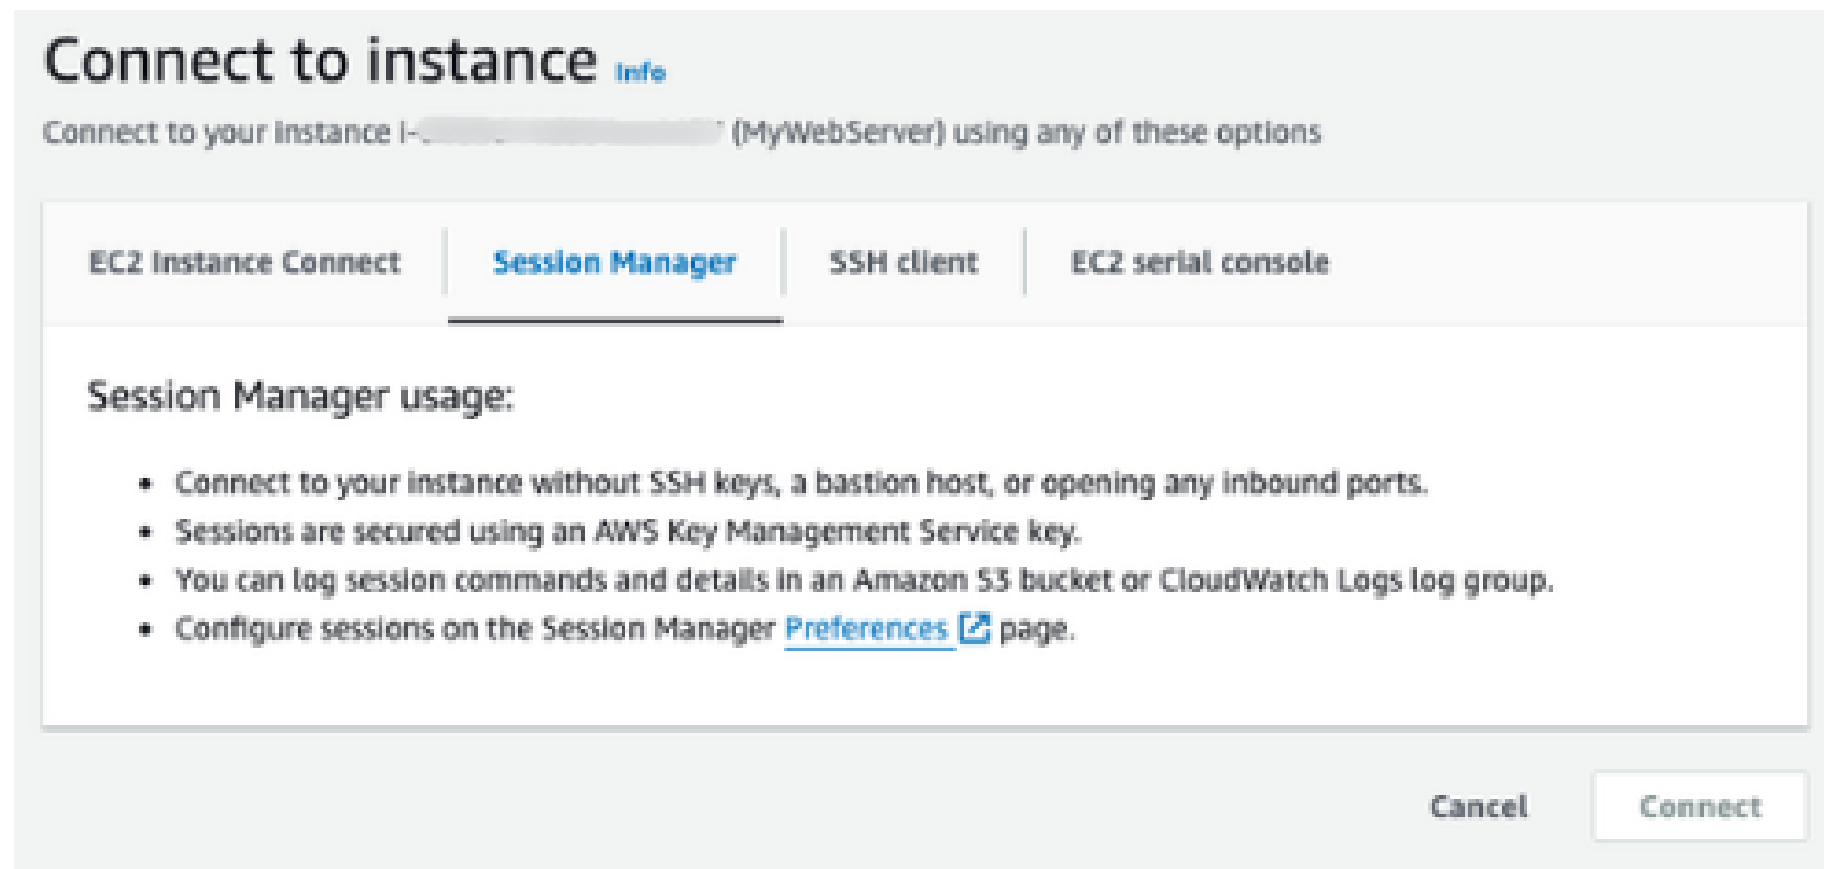 Connect to instance Info
Connect to your instance i- (MyWebServer) using any of these options
EC2 Instance Connect
Session Manager
SSH client
EC2 serial console
Session Manager usage:
• Connect to your instance without SSH keys, a bastion host, or opening any inbound ports.
• Sessions are secured using an AWS Key Management Service key.
• You can log session commands and details in an Amazon S3 bucket or CloudWatch Logs log group.
• Configure sessions on the Session Manager Preferences page.
Cancel
Connect